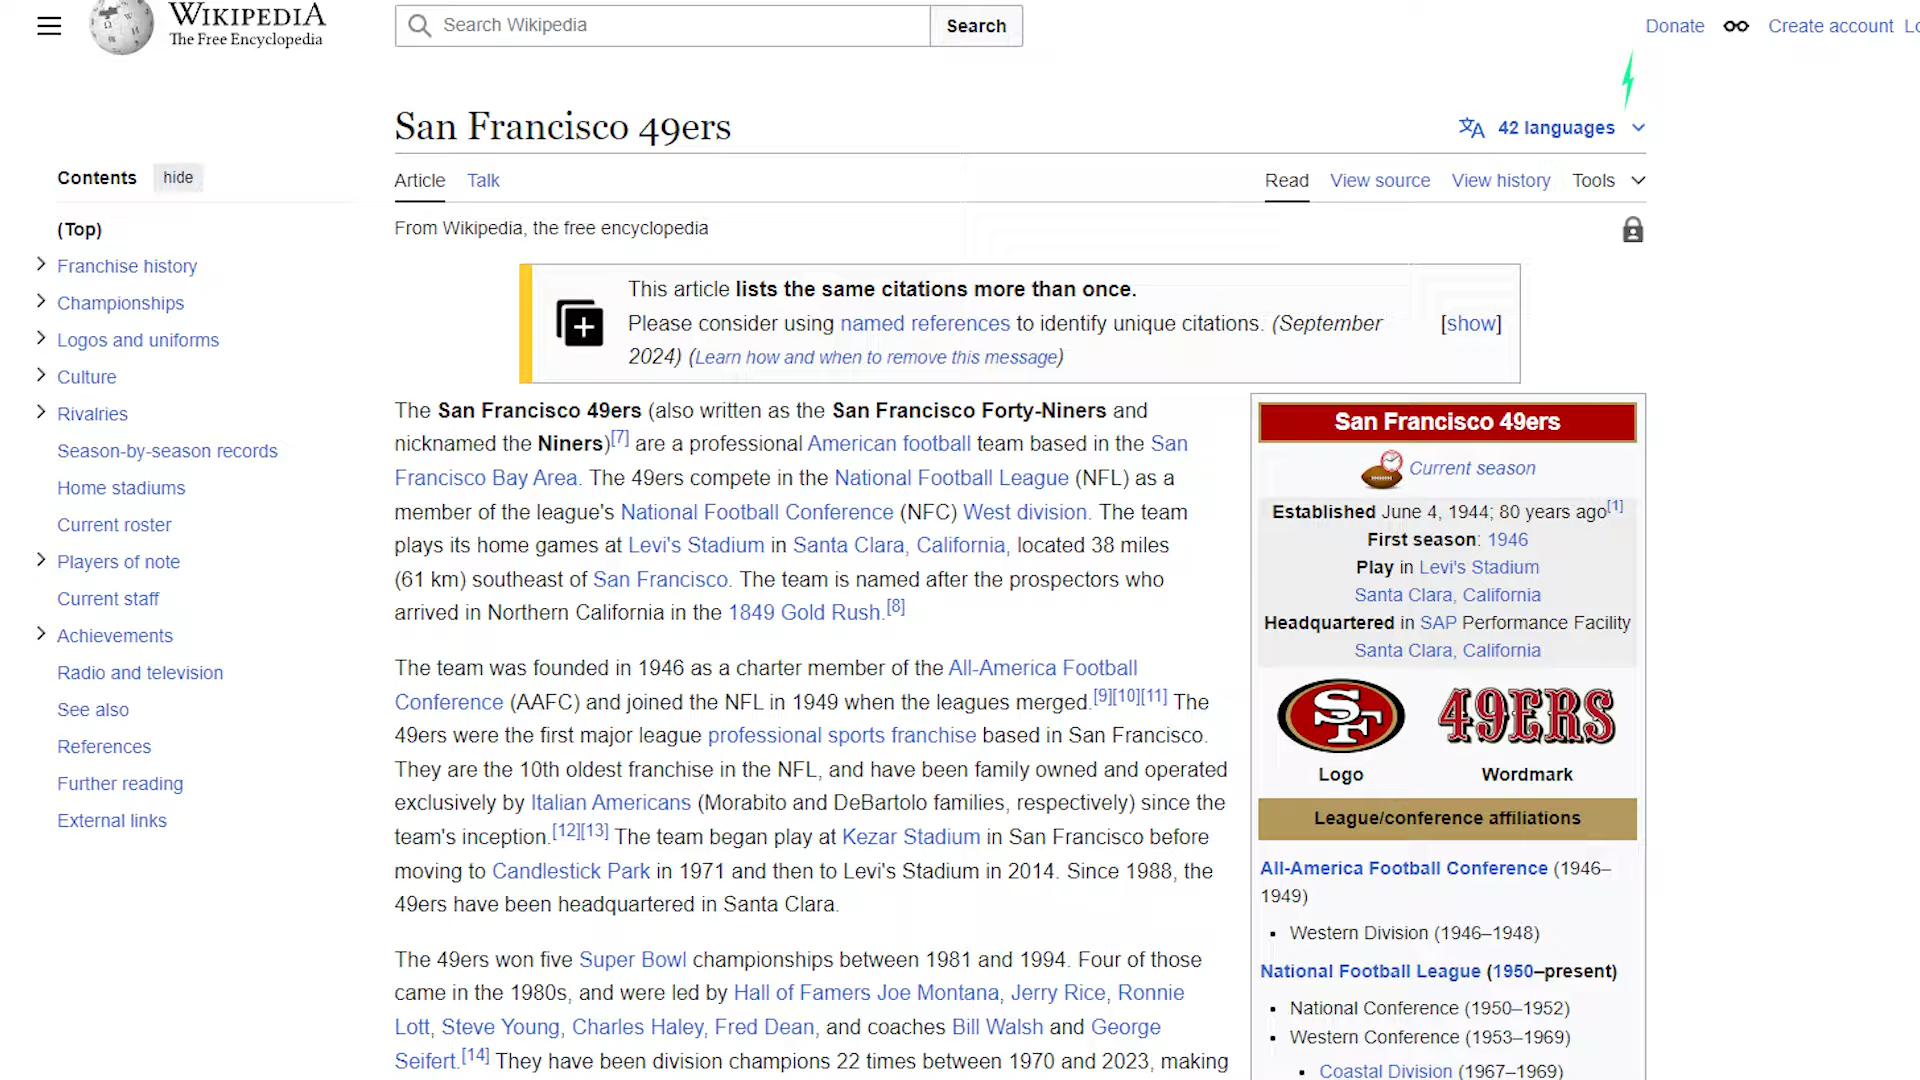 WIKIPEDIA
The Free Encyclopedia
Search Wikipedia
Search
Donate
Create account
San Francisco 49ers
42 languages
Contents
hide
Article
Talk
Read
View source
View history
Tools
From Wikipedia, the free encyclopedia
(Top)
Franchise history
Championships
Logos and uniforms
Culture
Rivalries
Season-by-season records
Home stadiums
Current roster
Players of note
Current staff
Achievements
Radio and television
See also
References
Further reading
External links
This article lists the same citations more than once.
Please consider using named references to identify unique citations. (September
2024) (Learn how and when to remove this message)
[show]
The San Francisco 49ers (also written as the San Francisco Forty-Niners and
nicknamed the Niners)[7] are a professional American football team based in the San
Francisco Bay Area. The 49ers compete in the National Football League (NFL) as a
member of the league's National Football Conference (NFC) West division. The team
plays its home games at Levi's Stadium in Santa Clara, California, located 38 miles
(61 km) southeast of San Francisco. The team is named after the prospectors who
arrived in Northern California in the 1849 Gold Rush.[8]
The team was founded in 1946 as a charter member of the All-America Football
Conference (AAFC) and joined the NFL in 1949 when the leagues merged.[9][10][11] The
49ers were the first major league professional sports franchise based in San Francisco.
They are the 10th oldest franchise in the NFL, and have been family owned and operated
exclusively by Italian Americans (Morabito and DeBartolo families, respectively) since the
team's inception.[12][13] The team began play at Kezar Stadium in San Francisco before
moving to Candlestick Park in 1971 and then to Levi's Stadium in 2014. Since 1988, the
49ers have been headquartered in Santa Clara.
The 49ers won five Super Bowl championships between 1981 and 1994. Four of those
came in the 1980s, and were led by Hall of Famers Joe Montana, Jerry Rice, Ronnie
Lott, Steve Young, Charles Haley, Fred Dean, and coaches Bill Walsh and George
Seifert.[14] They have been division champions 22 times between 1970 and 2023, making
San Francisco 49ers
Current season
Established June 4, 1944; 80 years ago[1]
First season: 1946
Play in Levi's Stadium
Santa Clara, California
Headquartered in SAP Performance Facility
Santa Clara, California
SF
49ERS
Logo
Wordmark
League/conference affiliations
All-America Football Conference (1946–
1949)
Western Division (1946–1948)
National Football League (1950–present)
National Conference (1950–1952)
Western Conference (1953–1969)
Coastal Division (1967–1969)